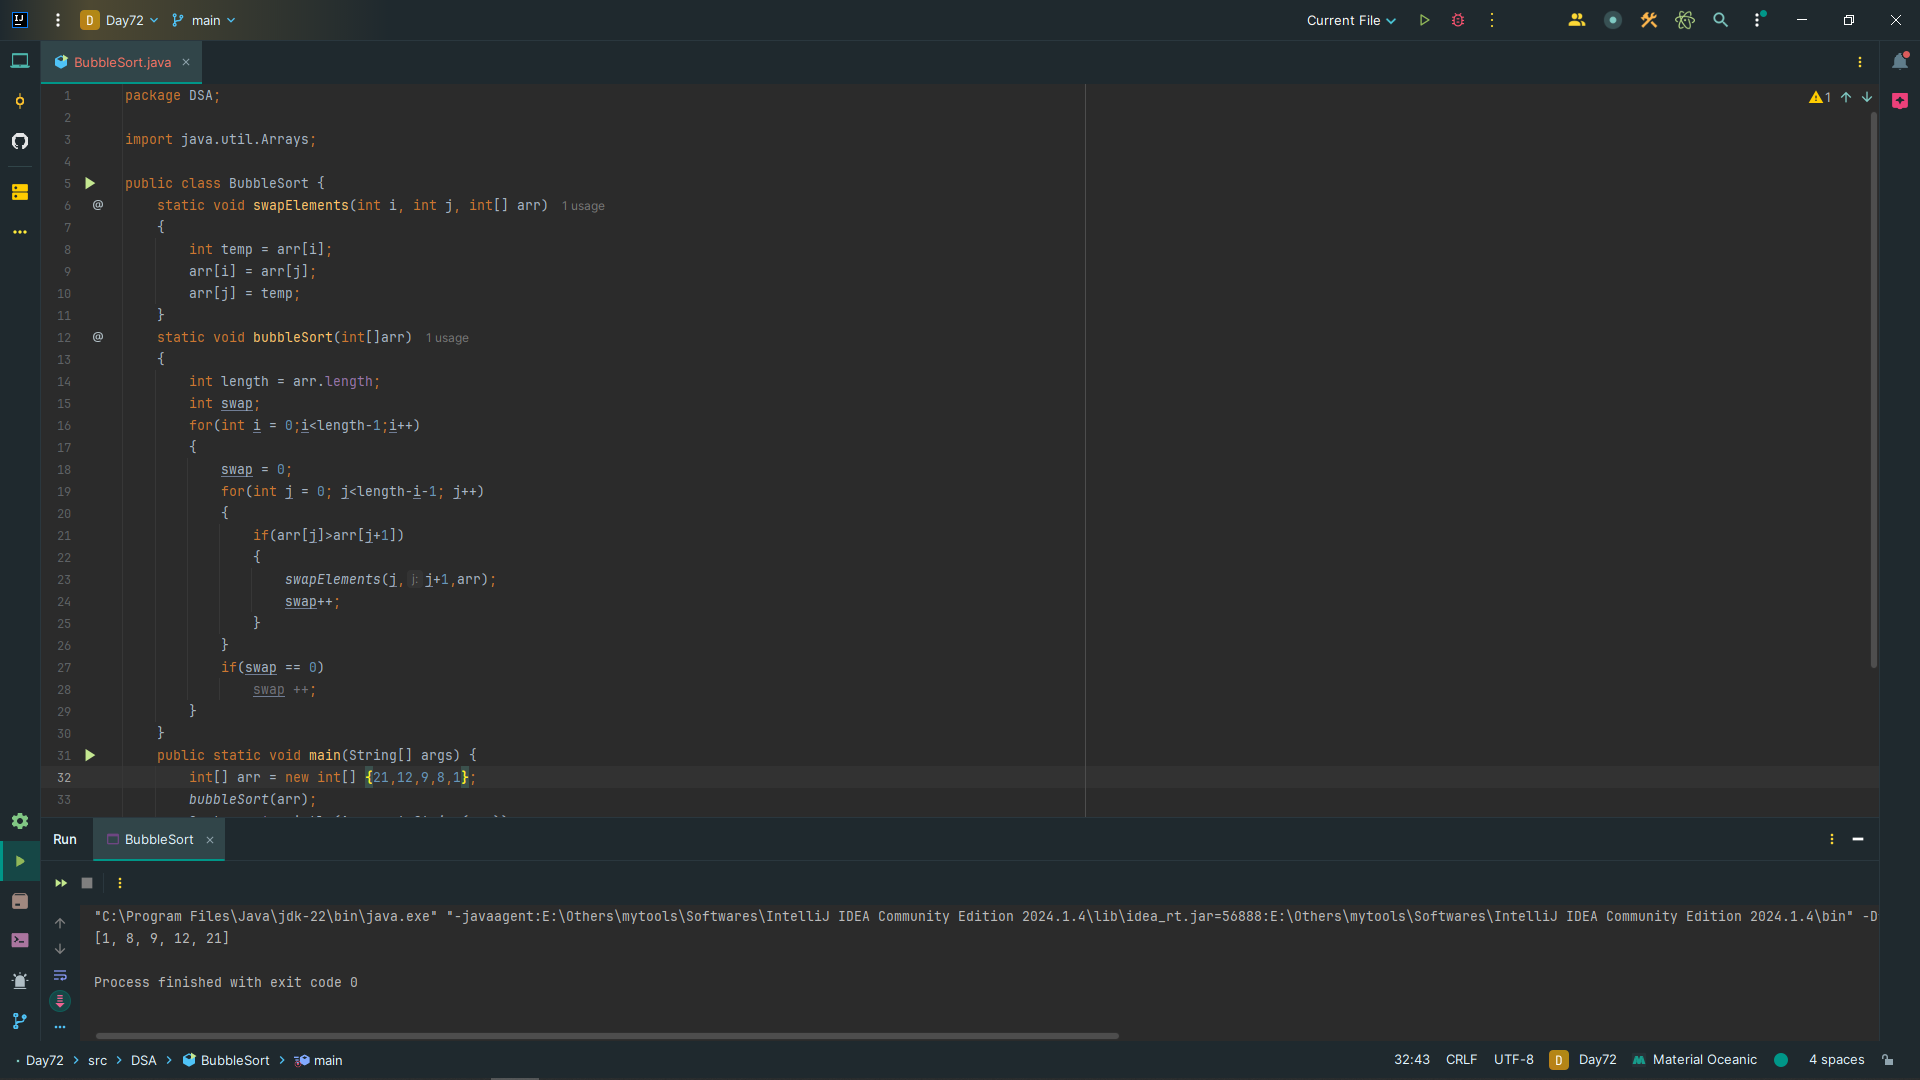 IJ
D Day72 main Current File
BubbleSort.java
1 package DSA; 1
2
3 import java.util.Arrays;
4
5 public class BubbleSort {
6 @ static void swapElements(int i, int j, int[] arr) 1 usage
7 {
8 int temp = arr[i];
9 arr[i] = arr[j];
10 arr[j] = temp;
11 }
12 @ static void bubbleSort(int[]arr) 1 usage
13 {
14 int length = arr.length;
15 int swap;
16 for(int i = 0;i<length-1;i++)
17 {
18 swap = 0;
19 for(int j = 0; j<length-i-1; j++)
20 {
21 if(arr[j]>arr[j+1])
22 {
23 swapElements(j, j: j+1,arr);
24 swap++;
25 }
26 }
27 if(swap == 0)
28 swap ++;
29 }
30 }
31 public static void main(String[] args) {
32 int[] arr = new int[] {21,12,9,8,1};
33 bubbleSort(arr);
Run BubbleSort
"C:\Program Files\Java\jdk-22\bin\java.exe" "-javaagent:E:\Others\mytools\Softwares\IntelliJ IDEA Community Edition 2024.1.4\lib\idea_rt.jar=56888:E:\Others\mytools\Softwares\IntelliJ IDEA Community Edition 2024.1.4\bin" -D
[1, 8, 9, 12, 21]
Process finished with exit code 0
Day72 > src > DSA > BubbleSort > main 32:43 CRLF UTF-8 D Day72 Material Oceanic 4 spaces